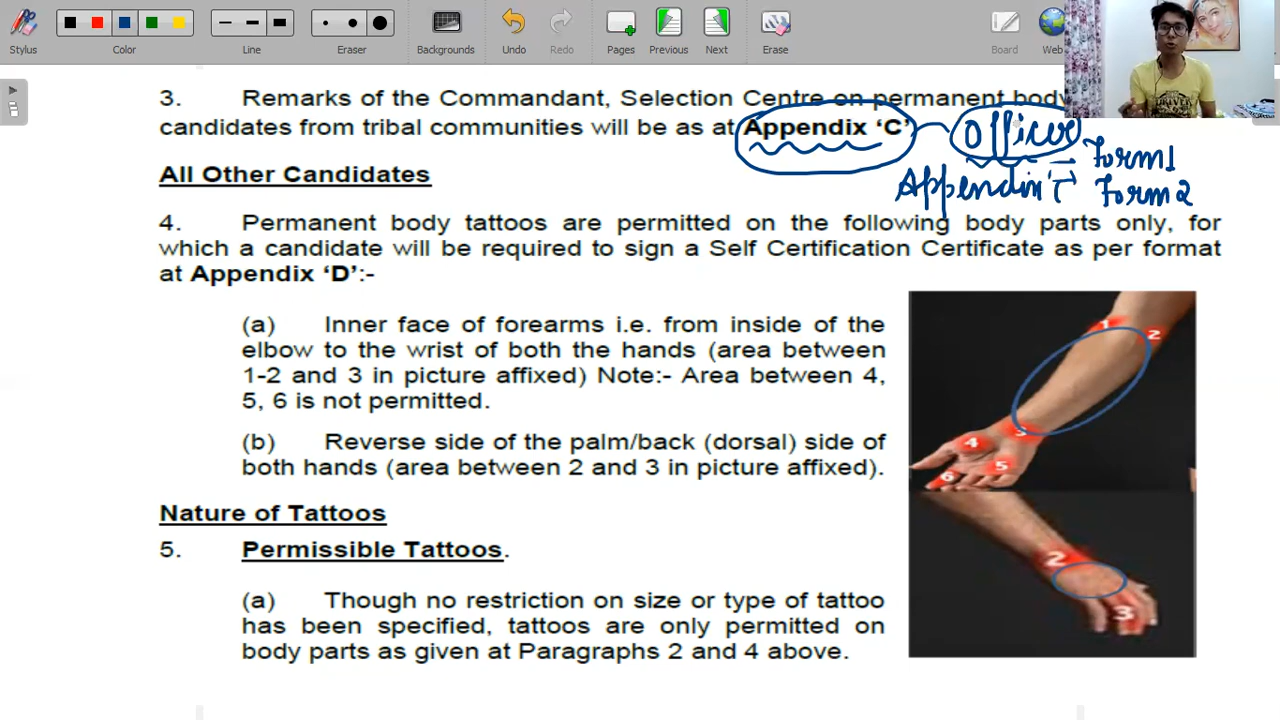 Stylus
Color
Line
Eraser
Backgrounds
Undo
Redo
Pages
Previous
Next
Erase
Board
Web
3. Remarks of the Commandant, Selection Centre on permanent body
candidates from tribal communities will be as at Appendix ‘C’
Officer
Form1
Form2
All Other Candidates
4. Permanent body tattoos are permitted on the following body parts only, for
which a candidate will be required to sign a Self Certification Certificate as per format
at Appendix ‘D’:-
(a) Inner face of forearms i.e. from inside of the
elbow to the wrist of both the hands (area between
1-2 and 3 in picture affixed) Note:- Area between 4,
5, 6 is not permitted.
(b) Reverse side of the palm/back (dorsal) side of
both hands (area between 2 and 3 in picture affixed).
1
2
3
4
5
6
2
3
Nature of Tattoos
5. Permissible Tattoos.
(a) Though no restriction on size or type of tattoo
has been specified, tattoos are only permitted on
body parts as given at Paragraphs 2 and 4 above.